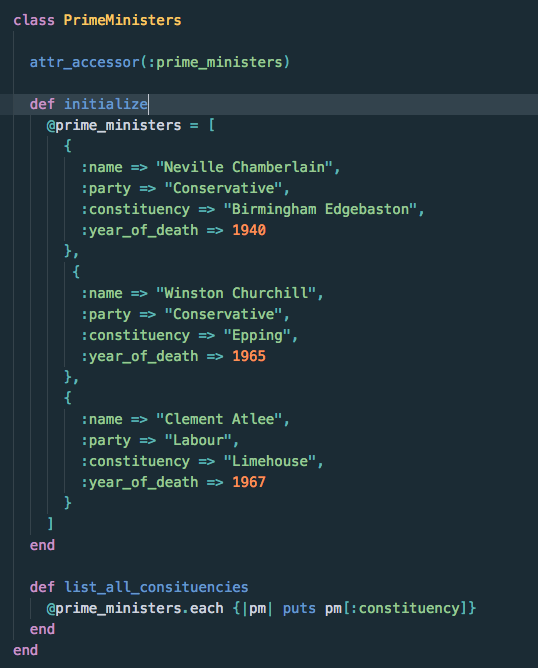 class PrimeMinisters
attr_accessor(:prime_ministers)
def initialize
@prime_ministers = [
{
:name => "Neville Chamberlain",
:party => "Conservative",
:constituency => "Birmingham Edgebaston",
:year_of_death => 1940
},
{
:name => "Winston Churchill",
:party => "Conservative",
:constituency => "Epping",
:year_of_death => 1965
},
{
:name => "Clement Atlee",
:party => "Labour",
:constituency => "Limehouse",
:year_of_death => 1967
}
]
end
def list_all_consituencies
@prime_ministers.each {|pm| puts pm[:constituency]}
end
end